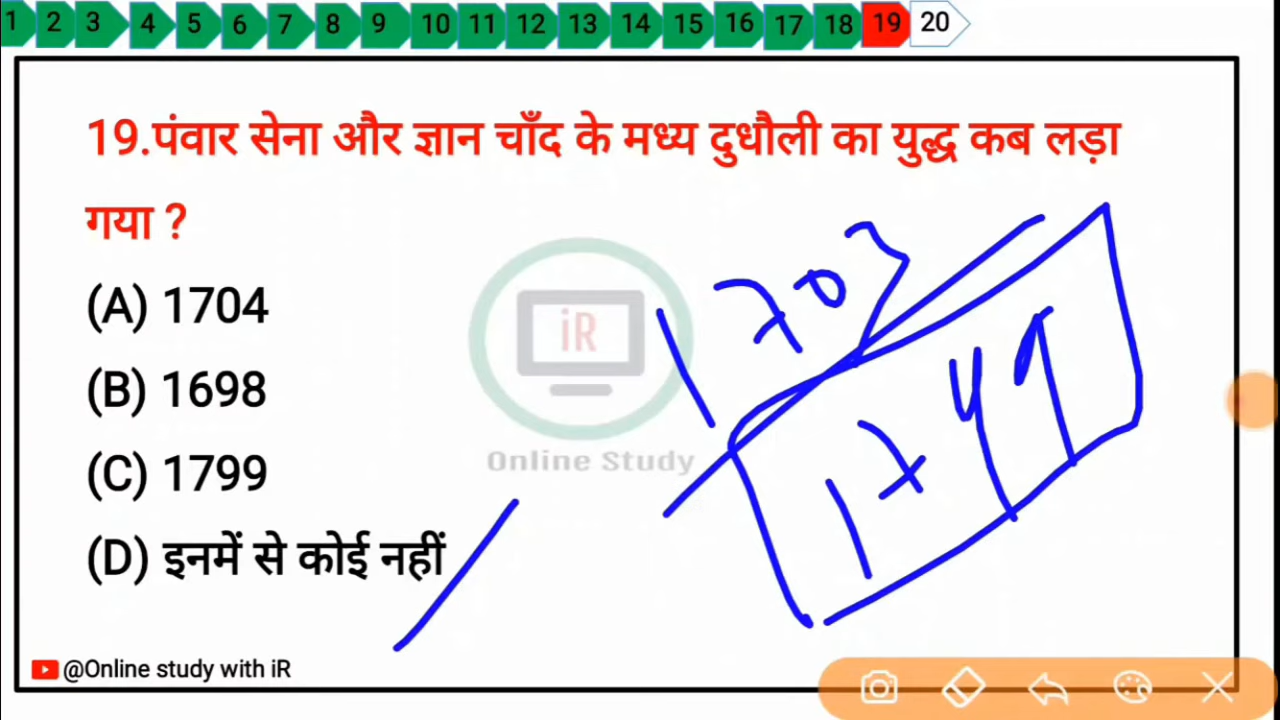 1 2 3 4 5 6 7 8 9 10 11 12 13 14 15 16 17 18 19 20
19.पंवार सेना और ज्ञान चाँद के मध्य दुधौली का युद्ध कब लड़ा
गया ?
(A) 1704
(B) 1698
(C) 1799
(D) इनमें से कोई नहीं
1703
iR
Online Study
@Online study with iR